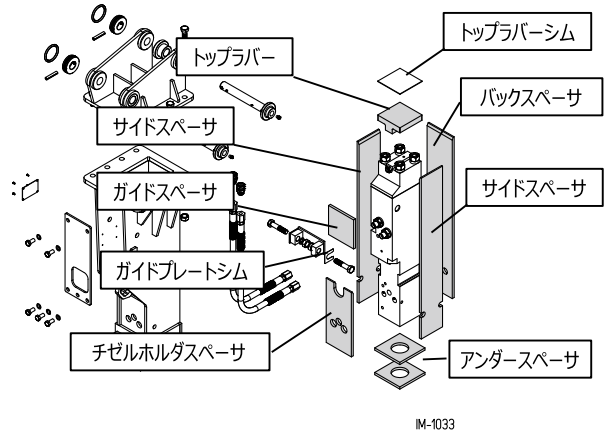 トップラバーシム
トップラバー
バックスペーサ
サイドスペーサ
ガイドスペーサ
サイドスペーサ
ガイドプレートシム
チゼルホルダスペーサ
アンダースペーサ
IM-1033